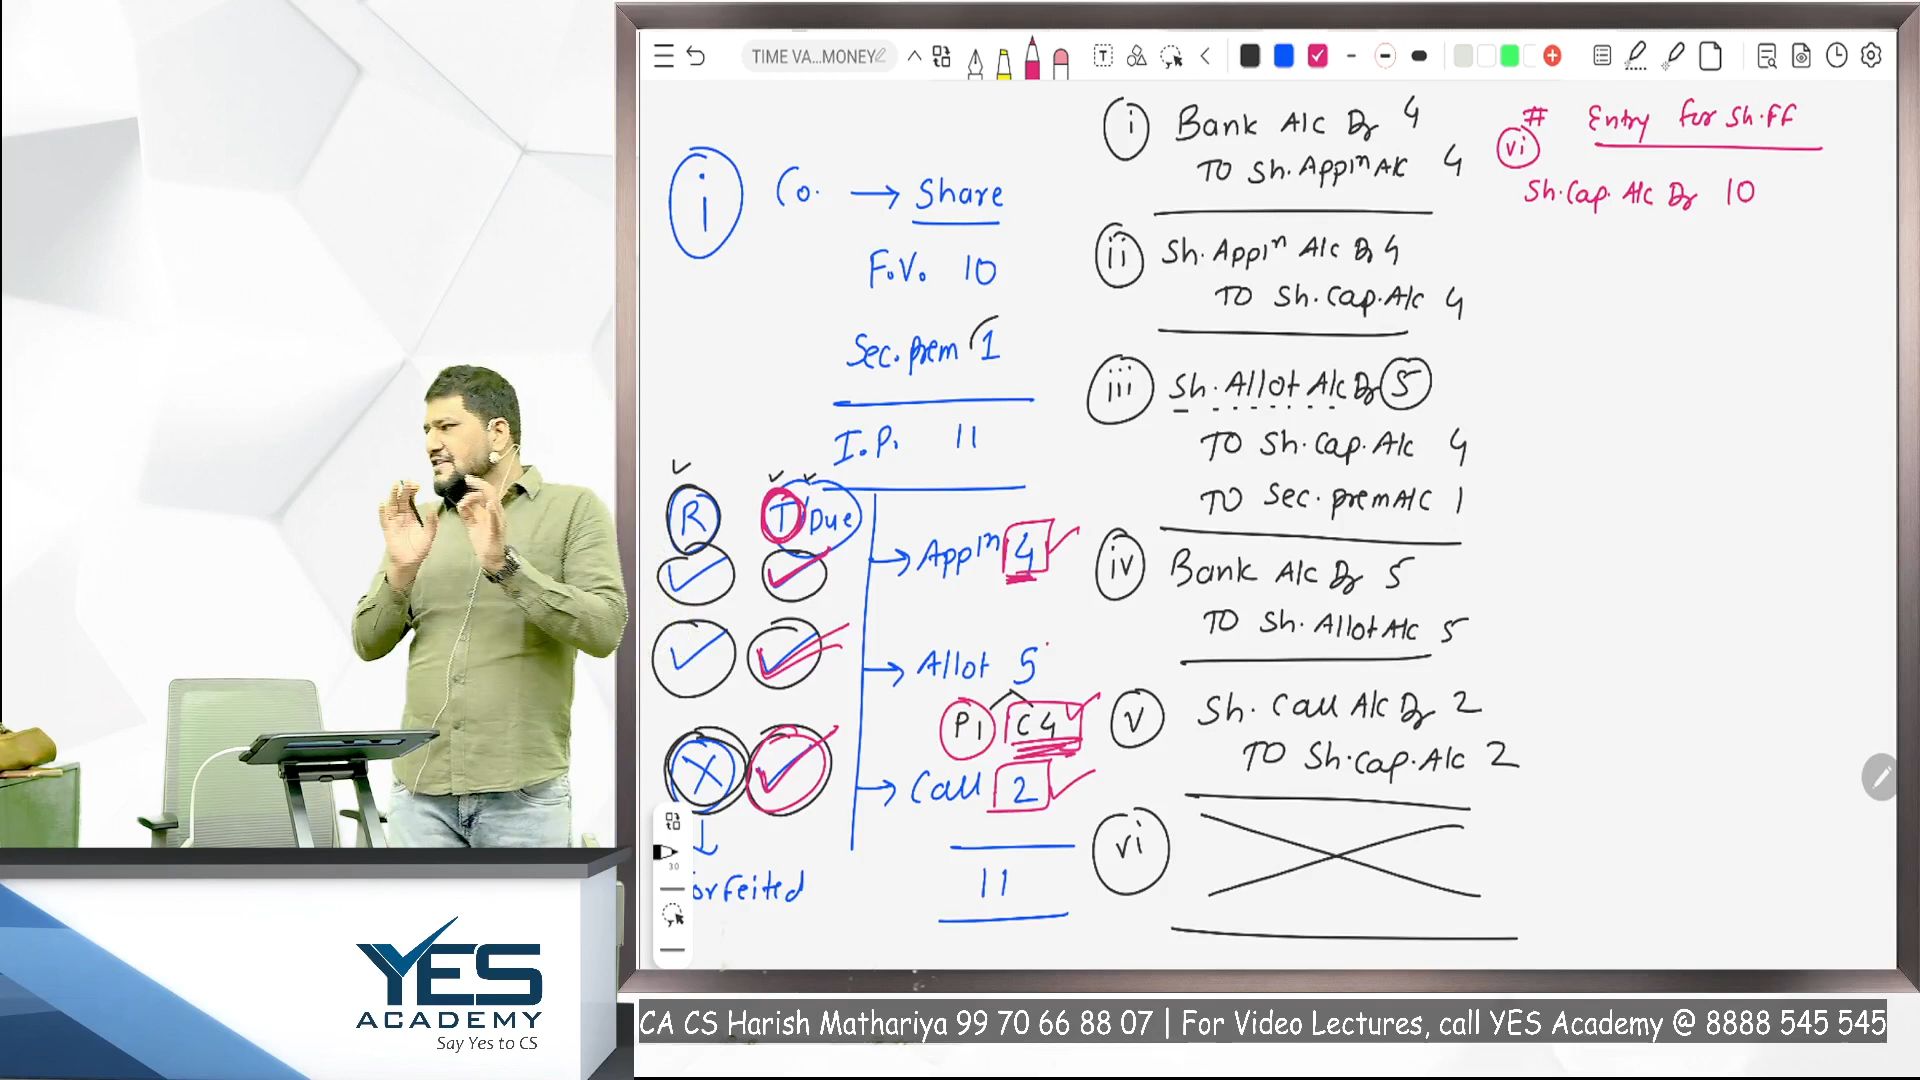 TIME VA...MONEY
i
Co. → Share
F.V. 10
Sec. prem 1
I.P. 11
R T/Due
→ Applⁿ 4
→ Allot 5
P1 C4
→ Call 2
11
orfeited
i Bank A/c Dr 4
TO Sh. Applⁿ A/c 4
ii Sh. Applⁿ A/c Dr 4
TO Sh. Cap. A/c 4
iii Sh. Allot A/c Dr 5
TO Sh. Cap. A/c 4
TO Sec. prem A/c 1
iv Bank A/c Dr 5
TO Sh. Allot A/c 5
v Sh. Call A/c Dr 2
TO Sh. Cap. A/c 2
vi
# Entry for Sh. FF
vi
Sh. Cap. A/c Dr 10
30
YES
ACADEMY
Say Yes to CS
CA CS Harish Mathariya 99 70 66 88 07 | For Video Lectures, call YES Academy @ 8888 545 545